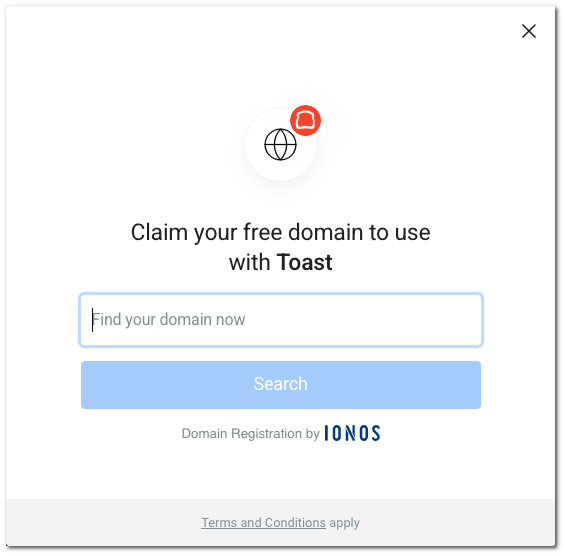 Claim your free domain to use
with Toast
Find your domain now
Search
Domain Registration by IONOS
Terms and Conditions apply